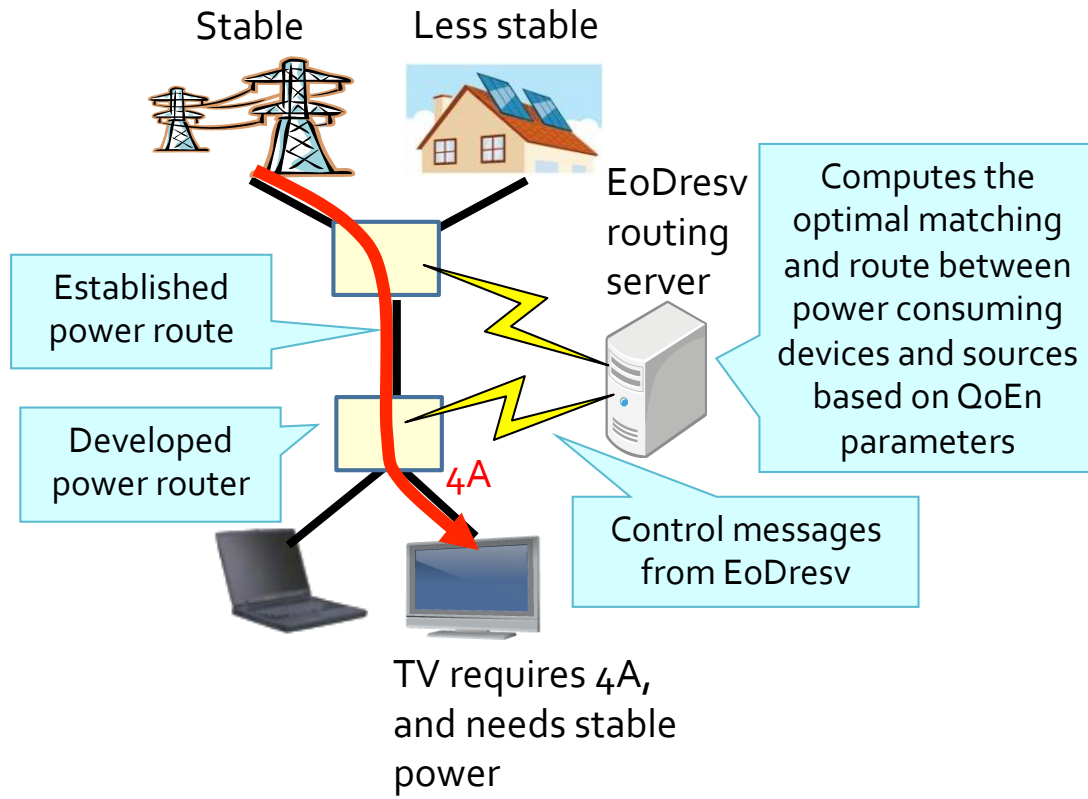 Stable
Less stable
EoDresv
routing
server
Computes the
optimal matching
and route between
power consuming
devices and sources
based on QoEn
parameters
Established
power route
Developed
power router
4A
Control messages
from EoDresv
TV requires 4A,
and needs stable
power